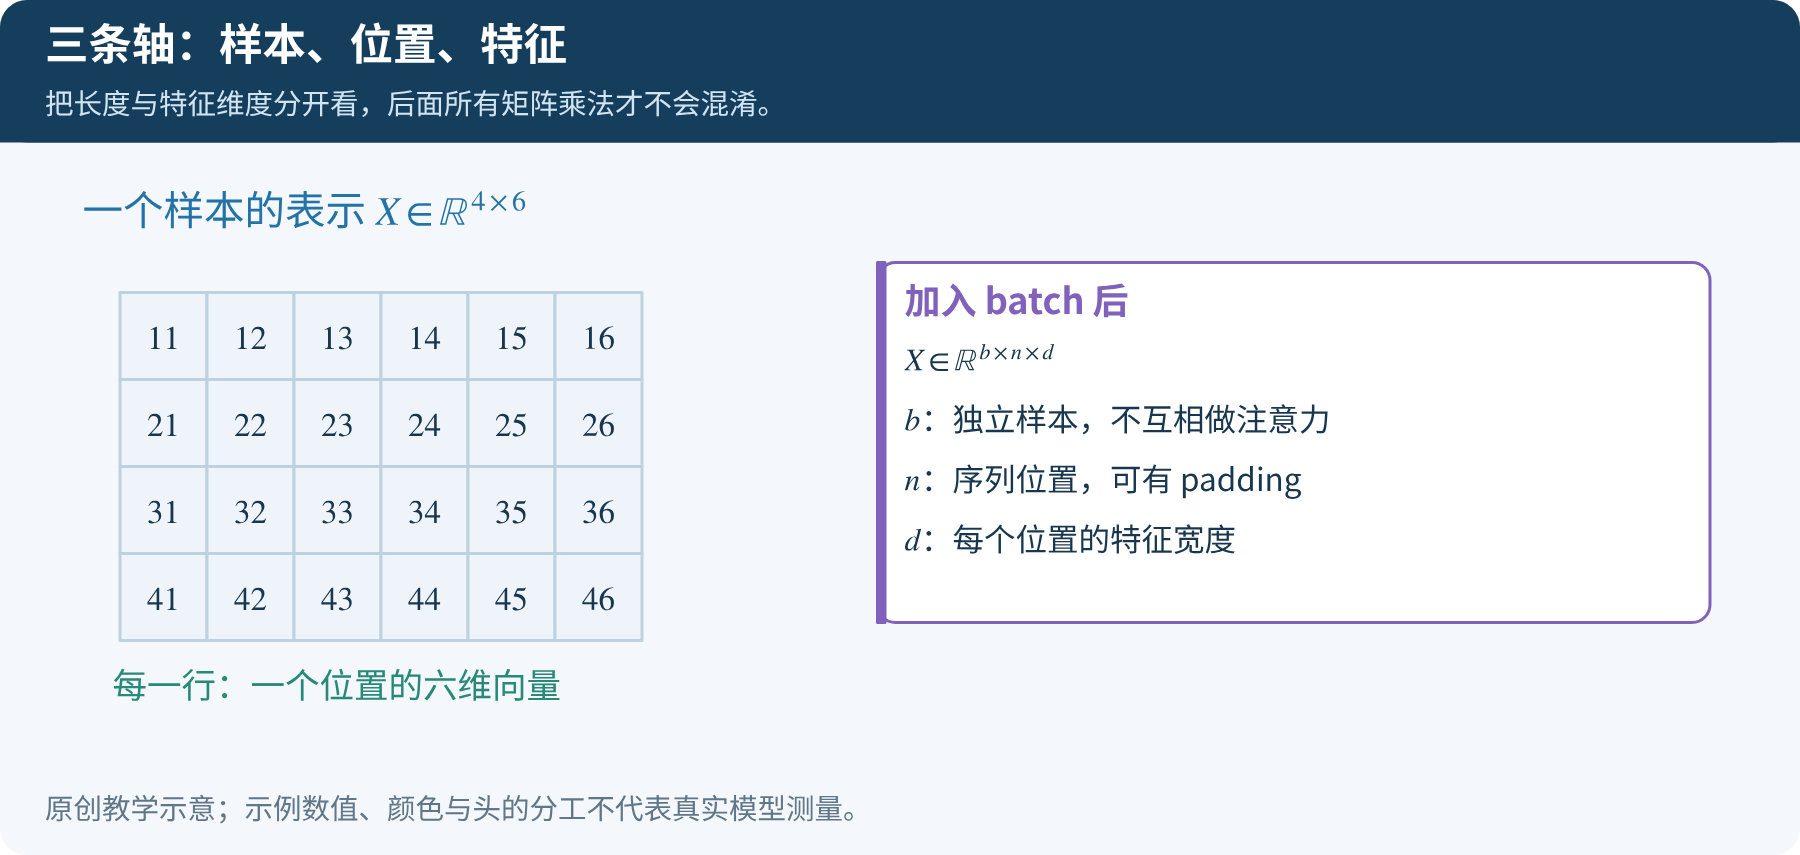 三条轴：样本、位置、特征
把长度与特征维度分开看，后面所有矩阵乘法才不会混淆。
一个样本的表示 X∈ℝ^{4×6}
11 12 13 14 15 16
21 22 23 24 25 26
31 32 33 34 35 36
41 42 43 44 45 46
每一行：一个位置的六维向量
加入 batch 后
X∈ℝ^{b×n×d}
b：独立样本，不互相做注意力
n：序列位置，可有 padding
d：每个位置的特征宽度
原创教学示意；示例数值、颜色与头的分工不代表真实模型测量。